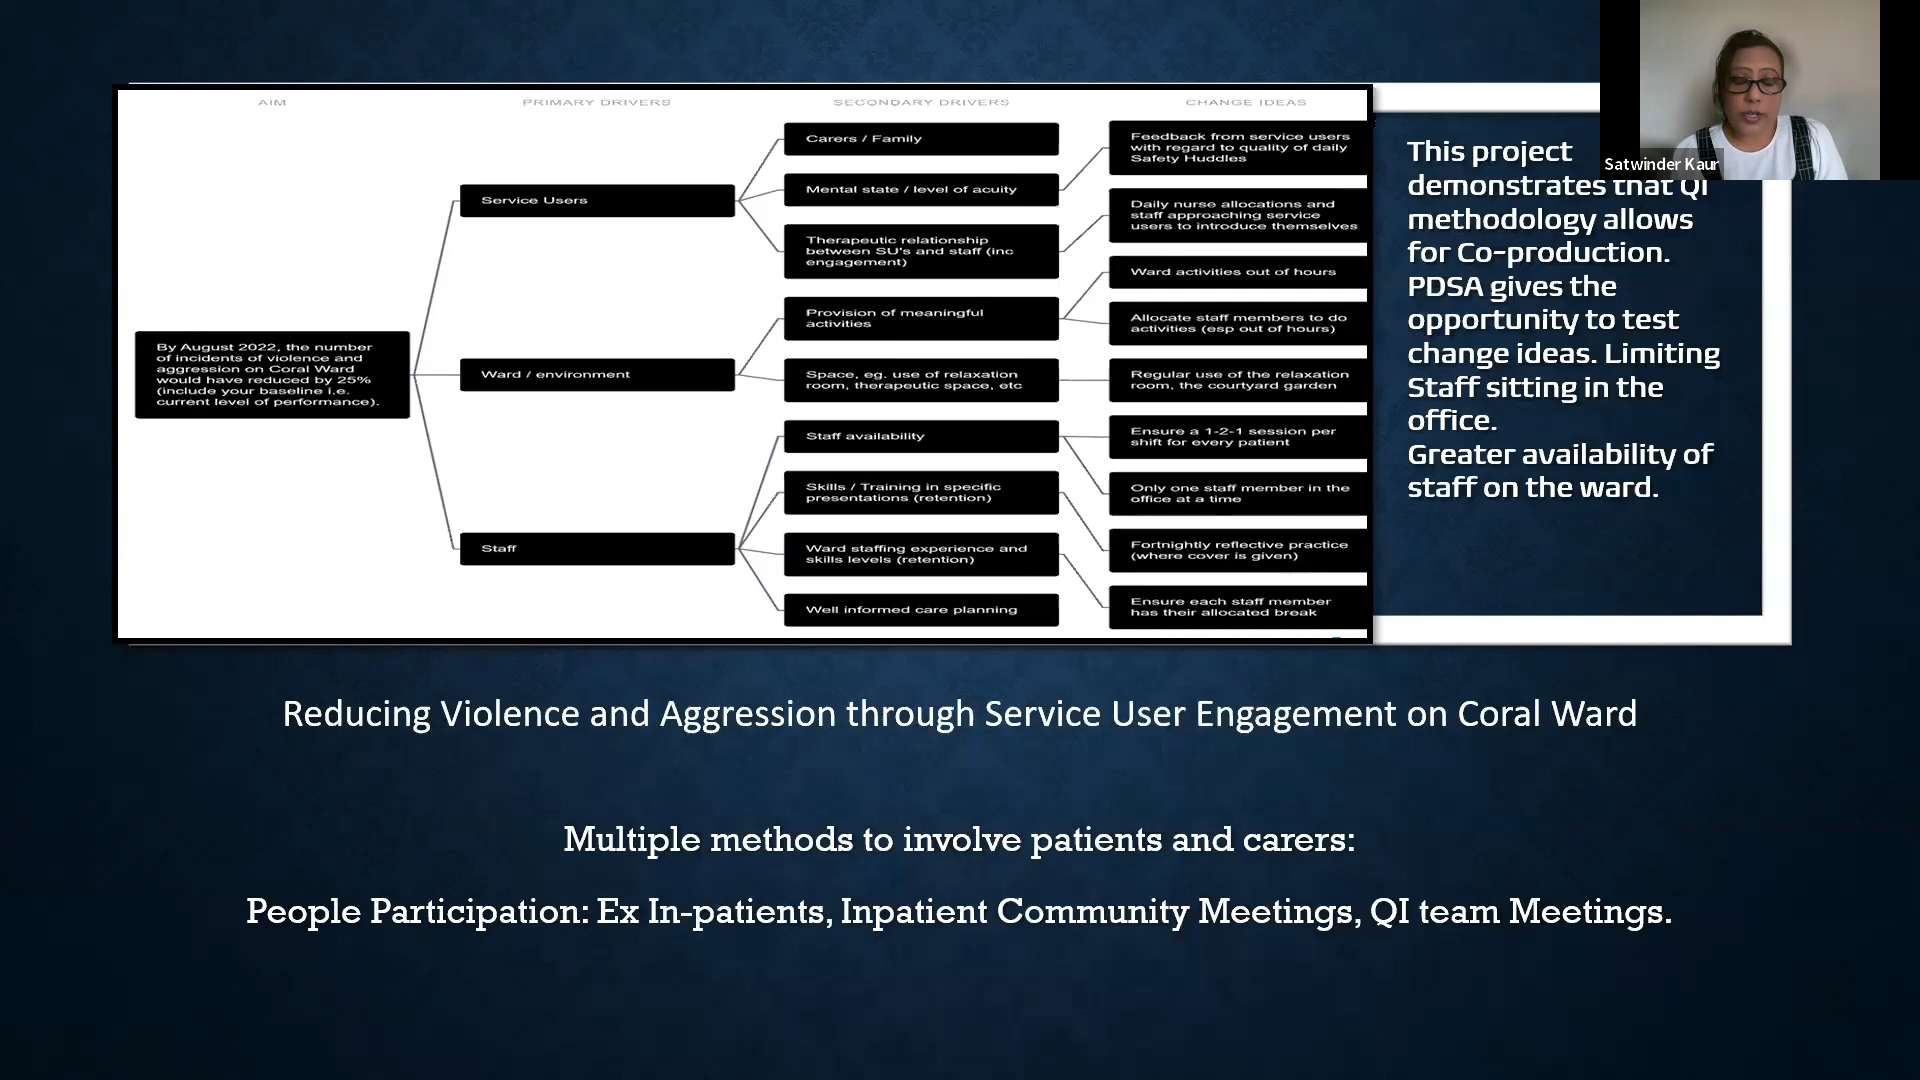 AIM
PRIMARY DRIVERS
SECONDARY DRIVERS
CHANGE IDEAS
By August 2022, the number
of incidents of violence and
aggression on Coral Ward
would have reduced by 25%
(include your baseline i.e.
current level of performance).
Service Users
Ward / environment
Staff
Carers / Family
Mental state / level of acuity
Therapeutic relationship
between SU's and staff (inc
engagement)
Provision of meaningful
activities
Space, eg. use of relaxation
room, therapeutic space, etc
Staff availability
Skills / Training in specific
presentations (retention)
Ward staffing experience and
skills levels (retention)
Well informed care planning
Feedback from service users
with regard to quality of daily
Safety Huddles
Daily nurse allocations and
staff approaching service
users to introduce themselves
Ward activities out of hours
Allocate staff members to do
activities (esp out of hours)
Regular use of the relaxation
room, the courtyard garden
Ensure a 1-2-1 session per
shift for every patient
Only one staff member in the
office at a time
Fortnightly reflective practice
(where cover is given)
Ensure each staff member
has their allocated break
This project
demonstrates that QI
methodology allows
for Co-production.
PDSA gives the
opportunity to test
change ideas. Limiting
Staff sitting in the
office.
Greater availability of
staff on the ward.
Satwinder Kaur
Reducing Violence and Aggression through Service User Engagement on Coral Ward
Multiple methods to involve patients and carers:
People Participation: Ex In-patients, Inpatient Community Meetings, QI team Meetings.